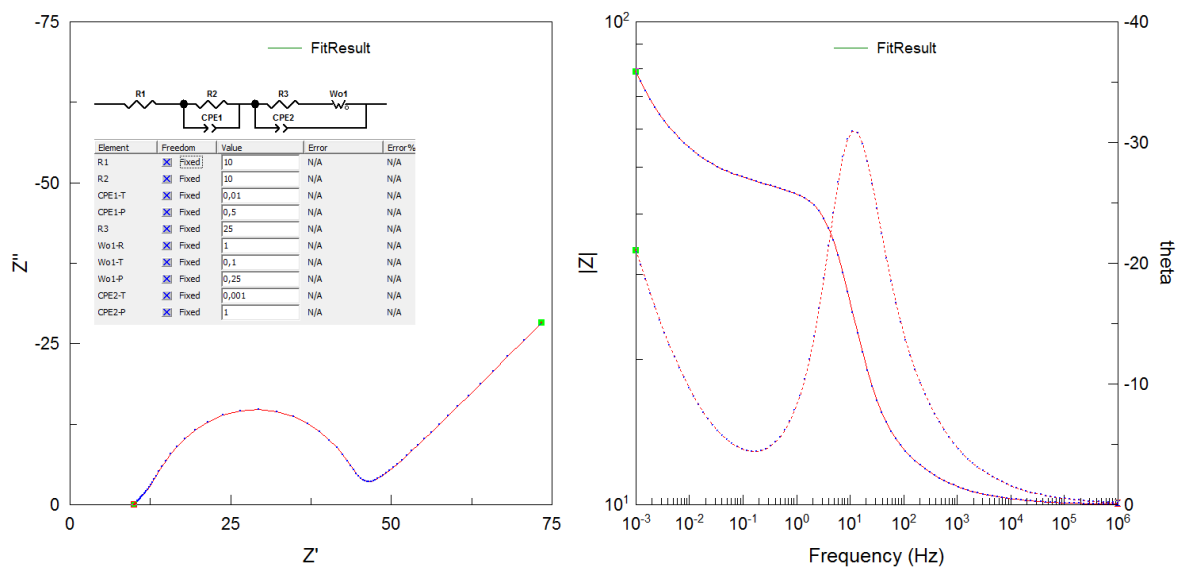 -75
-50
-25
0
0
25
50
75
Z''
Z'
FitResult
R1
R2
R3
Wo1
CPE1
CPE2
Element Freedom Value Error Error%
R1 Fixed 10 N/A N/A
R2 Fixed 10 N/A N/A
CPE1-T Fixed 0,01 N/A N/A
CPE1-P Fixed 0,5 N/A N/A
R3 Fixed 25 N/A N/A
Wo1-R Fixed 1 N/A N/A
Wo1-T Fixed 0,1 N/A N/A
Wo1-P Fixed 0,25 N/A N/A
CPE2-T Fixed 0,001 N/A N/A
CPE2-P Fixed 1 N/A N/A
10²
10¹
|Z|
FitResult
-40
-30
-20
-10
0
theta
10⁻³ 10⁻² 10⁻¹ 10⁰ 10¹ 10² 10³ 10⁴ 10⁵ 10⁶
Frequency (Hz)